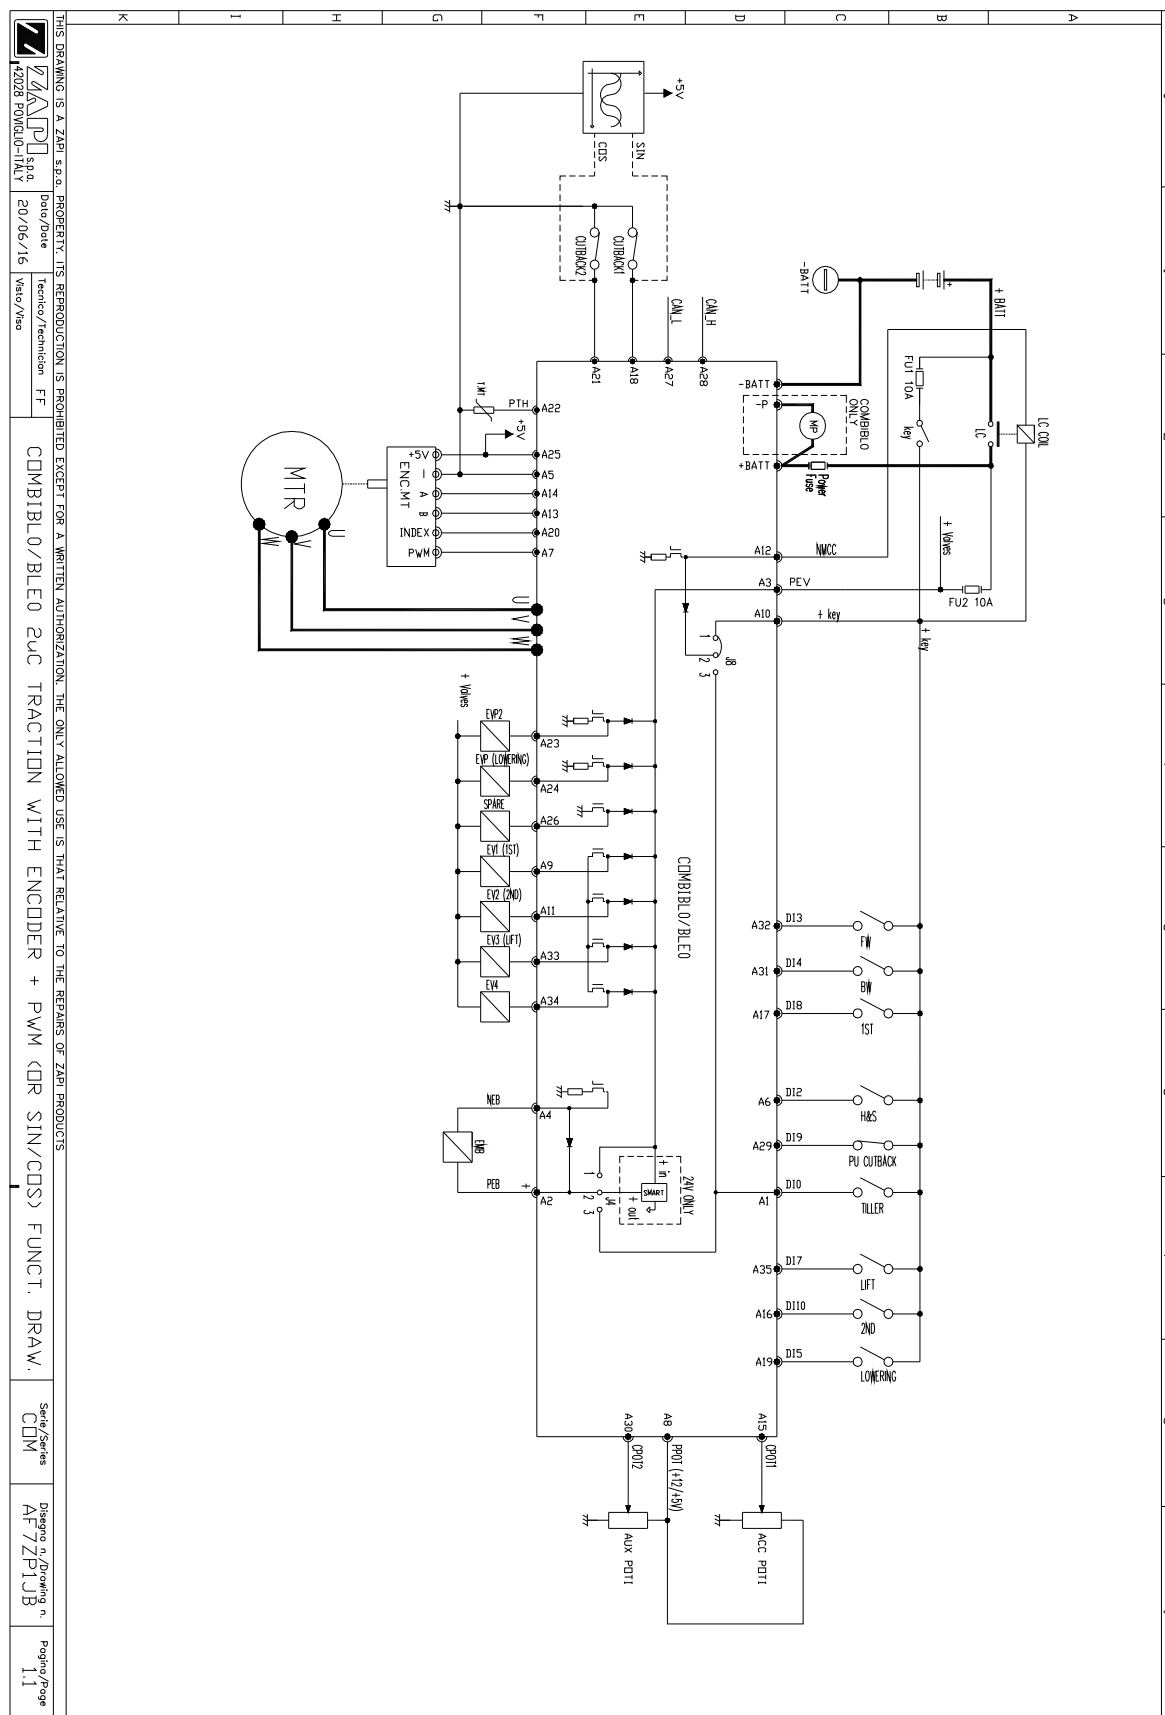 K
I
H
G
F
E
D
C
B
A
+5V
SIN
COS
CUTBACK1
CUTBACK2
-BATT
+
+ BATT
CAN_L
CAN_H
A21
A18
A27
A28
FU1 10A
key
LC
LC COIL
-BATT
-P
MP
COMBIBLO
ONLY
+BATT
Power
Fuse
T.MT
PTH
A22
+5V
A25
A5
A14
A13
A20
A7
+5V
I
A
B
INDEX
PWM
ENC.MT
MTR
U
V
W
U
V
W
A12
NMCC
A3
PEV
A10
+ key
+ Valves
FU2 10A
+ key
1
2
3
J8
+ Valves
EVP2
A23
EVP (LOWERING)
A24
SPARE
A26
EV1 (1ST)
A9
EV2 (2ND)
A11
EV3 (LIFT)
A33
EV4
A34
COMBIBLO/BLE0
A32
DI3
FW
A31
DI4
BW
A17
DI8
1ST
A6
DI2
H&S
A29
DI9
PU CUTBACK
A1
DI0
TILLER
A35
DI7
LIFT
A16
DI10
2ND
A19
DI5
LOWERING
NEB
A4
EMB
PEB
+
A2
1
2
3
J4
+ in
SMART
+ out
24V ONLY
A30
CPOT2
A8
PPOT (+12/+5V)
A15
CPOT1
AUX POTI
ACC POTI
THIS DRAWING IS A ZAPI s.p.a. PROPERTY. ITS REPRODUCTION IS PROHIBITED EXCEPT FOR A WRITTEN AUTHORIZATION. THE ONLY ALLOWED USE IS THAT RELATIVE TO THE REPAIRS OF ZAPI PRODUCTS
ZAPI s.p.a.
42028 POVIGLIO-ITALY
Data/Date
20/06/16
Tecnico/Technician FF
Visto/Visa
COMBIBLO/BLE0 2uC TRACTION WITH ENCODER + PWM (OR SIN/COS) FUNCT. DRAW.
Serie/Series
COM
Disegno n./Drawing n.
AF7ZP1JB
Pagina/Page
1.1